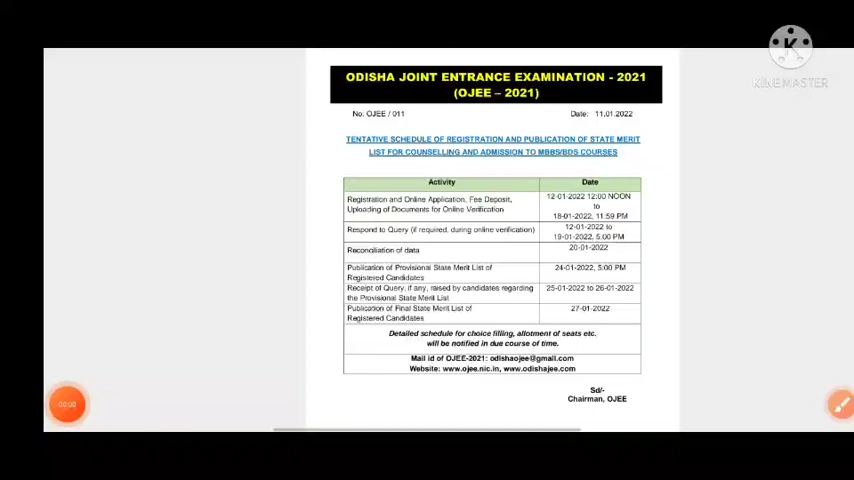 KINEMASTER
ODISHA JOINT ENTRANCE EXAMINATION - 2021
(OJEE – 2021)
No. OJEE / 011 Date: 11.01.2022
TENTATIVE SCHEDULE OF REGISTRATION AND PUBLICATION OF STATE MERIT
LIST FOR COUNSELLING AND ADMISSION TO MBBS/BDS COURSES
Activity Date
Registration and Online Application, Fee Deposit,
Uploading of Documents for Online Verification
12-01-2022 12:00 NOON
to
18-01-2022, 11:59 PM
Respond to Query (if required, during online verification)
12-01-2022 to
19-01-2022, 5:00 PM
Reconciliation of data
20-01-2022
Publication of Provisional State Merit List of
Registered Candidates
24-01-2022, 5:00 PM
Receipt of Query, if any, raised by candidates regarding
the Provisional State Merit List
25-01-2022 to 26-01-2022
Publication of Final State Merit List of
Registered Candidates
27-01-2022
Detailed schedule for choice filling, allotment of seats etc.
will be notified in due course of time.
Mail id of OJEE-2021: odishaojee@gmail.com
Website: www.ojee.nic.in, www.odishajee.com
Sd/-
Chairman, OJEE
00:00